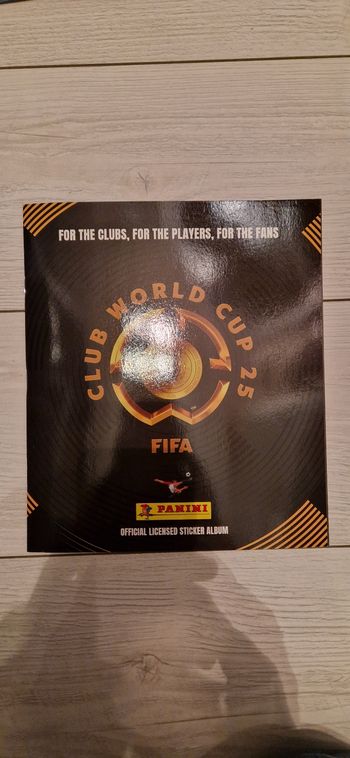 FOR THE CLUBS, FOR THE PLAYERS, FOR THE FANS
CLUB WORLD CUP 25
FIFA
PANINI
OFFICIAL LICENSED STICKER ALBUM